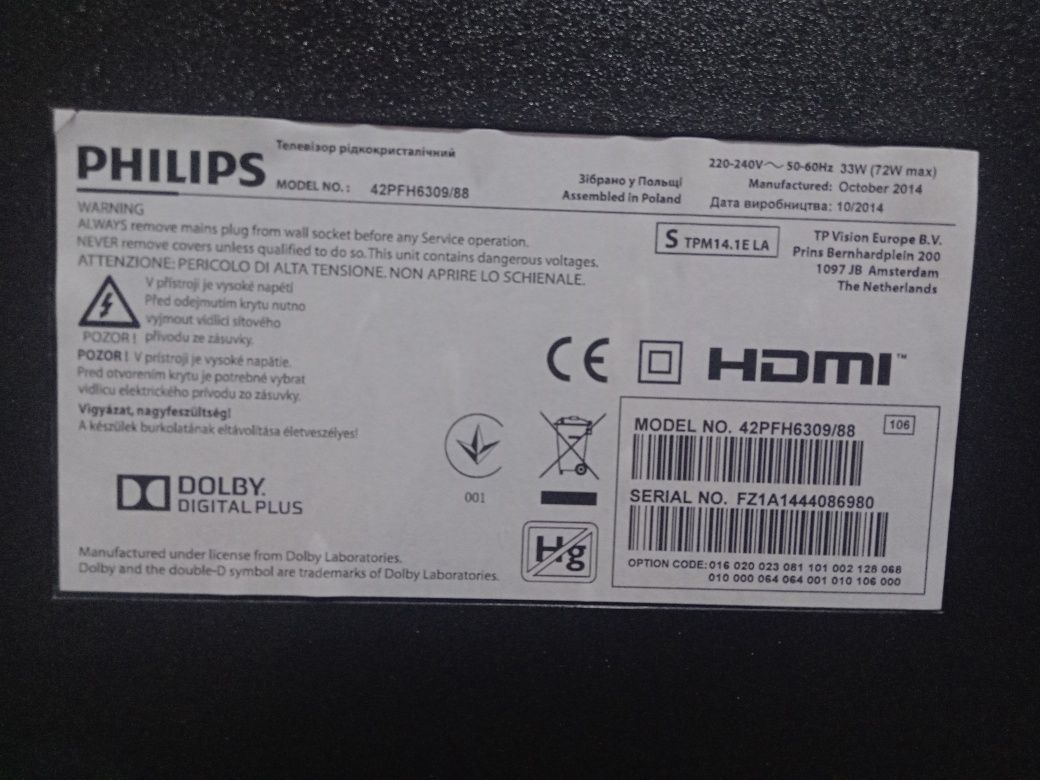 PHILIPS
Телевізор рідкокристалічний
MODEL NO.: 42PFH6309/88
Зібрано у Польщі
Assembled in Poland
220-240V~ 50-60Hz 33W (72W max)
Manufactured: October 2014
Дата виробництва: 10/2014
WARNING
ALWAYS remove mains plug from wall socket before any Service operation.
NEVER remove covers unless qualified to do so. This unit contains dangerous voltages.
ATTENZIONE: PERICOLO DI ALTA TENSIONE. NON APRIRE LO SCHIENALE.
S TPM14.1E LA
TP Vision Europe B.V.
Prins Bernhardplein 200
1097 JB Amsterdam
The Netherlands
V přístroji je vysoké napětí
Před odejmutím krytu nutno
vyjmout vidlici síťového
POZOR! přívodu ze zásuvky.
POZOR! V prístroji je vysoké napätie.
Pred otvorením krytu je potrebné vybrat
vidlicu elektrického prívodu zo zásuvky.
Vigyázat, nagyfeszültség!
A készülek burkolatának eltávolítása életveszélyes!
CE
HDMI™
001
Hg
DOLBY.
DIGITAL PLUS
Manufactured under license from Dolby Laboratories.
Dolby and the double-D symbol are trademarks of Dolby Laboratories.
MODEL NO. 42PFH6309/88
106
SERIAL NO. FZ1A1444086980
OPTION CODE: 016 020 023 081 101 002 128 068
010 000 064 064 001 010 106 000